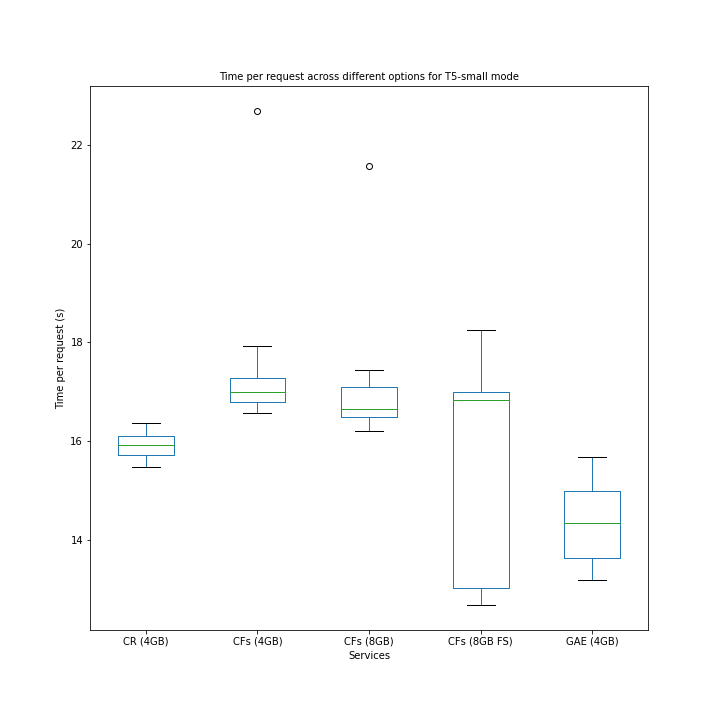 Time per request across different options for T5-small mode
Time per request (s)
22
20
18
16
14
CR (4GB) CFs (4GB) CFs (8GB) CFs (8GB FS) GAE (4GB)
Services